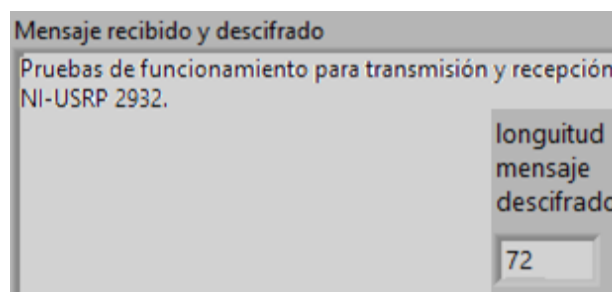 Mensaje recibido y descifrado
Pruebas de funcionamiento para transmisión y recepción
NI-USRP 2932.
longuitud
mensaje
descifrado
72